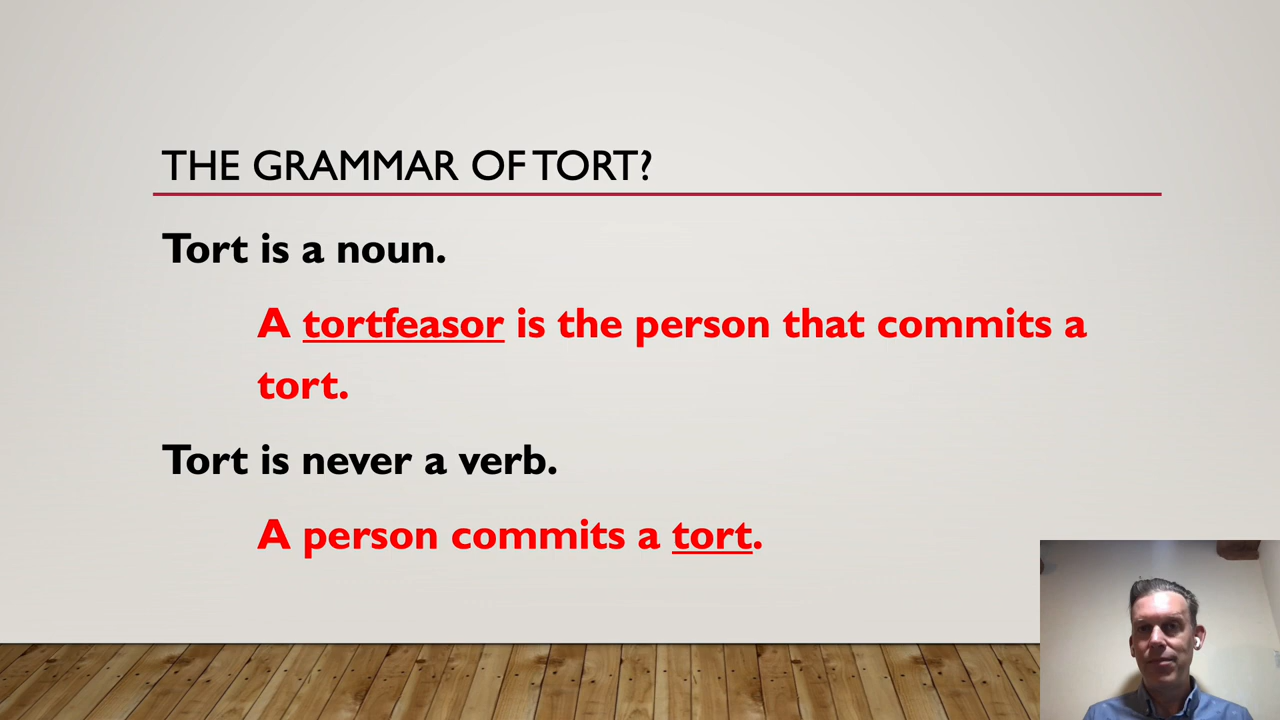 THE GRAMMAR OF TORT?
Tort is a noun.
A tortfeasor is the person that commits a
tort.
Tort is never a verb.
A person commits a tort.